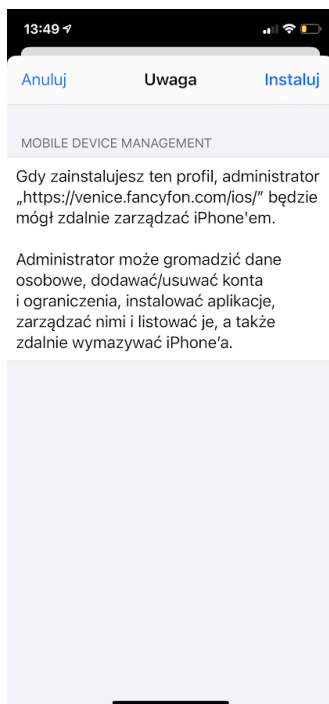 13:49
Anuluj Uwaga Instaluj
MOBILE DEVICE MANAGEMENT
Gdy zainstalujesz ten profil, administrator
„https://venice.fancyfon.com/ios/” będzie
mógł zdalnie zarządzać iPhone'em.
Administrator może gromadzić dane
osobowe, dodawać/usuwać konta
i ograniczenia, instalować aplikacje,
zarządzać nimi i listować je, a także
zdalnie wymazywać iPhone’a.